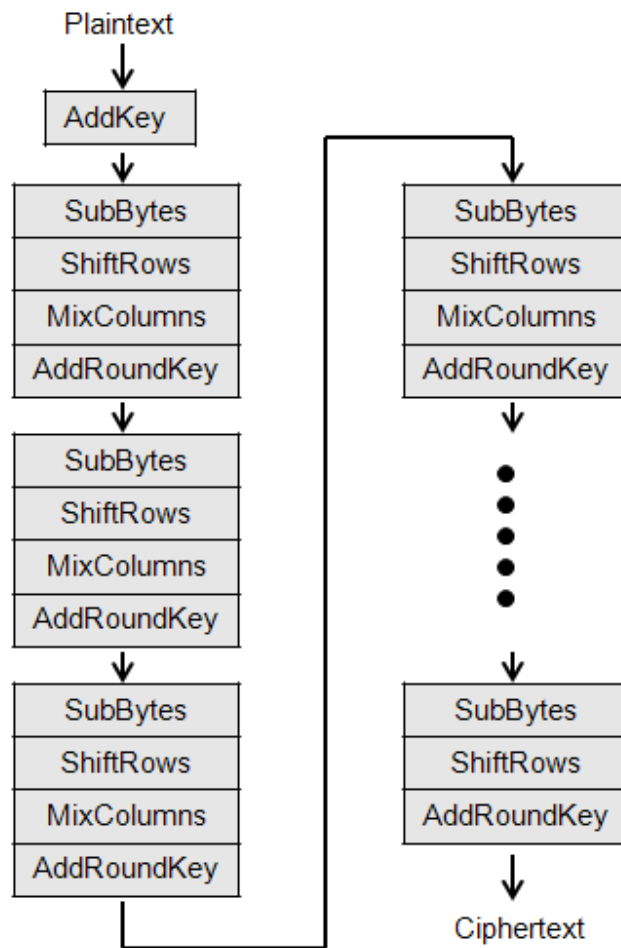 Plaintext
AddKey
SubBytes
ShiftRows
MixColumns
AddRoundKey
SubBytes
ShiftRows
MixColumns
AddRoundKey
SubBytes
ShiftRows
MixColumns
AddRoundKey
SubBytes
ShiftRows
MixColumns
AddRoundKey
SubBytes
ShiftRows
AddRoundKey
Ciphertext